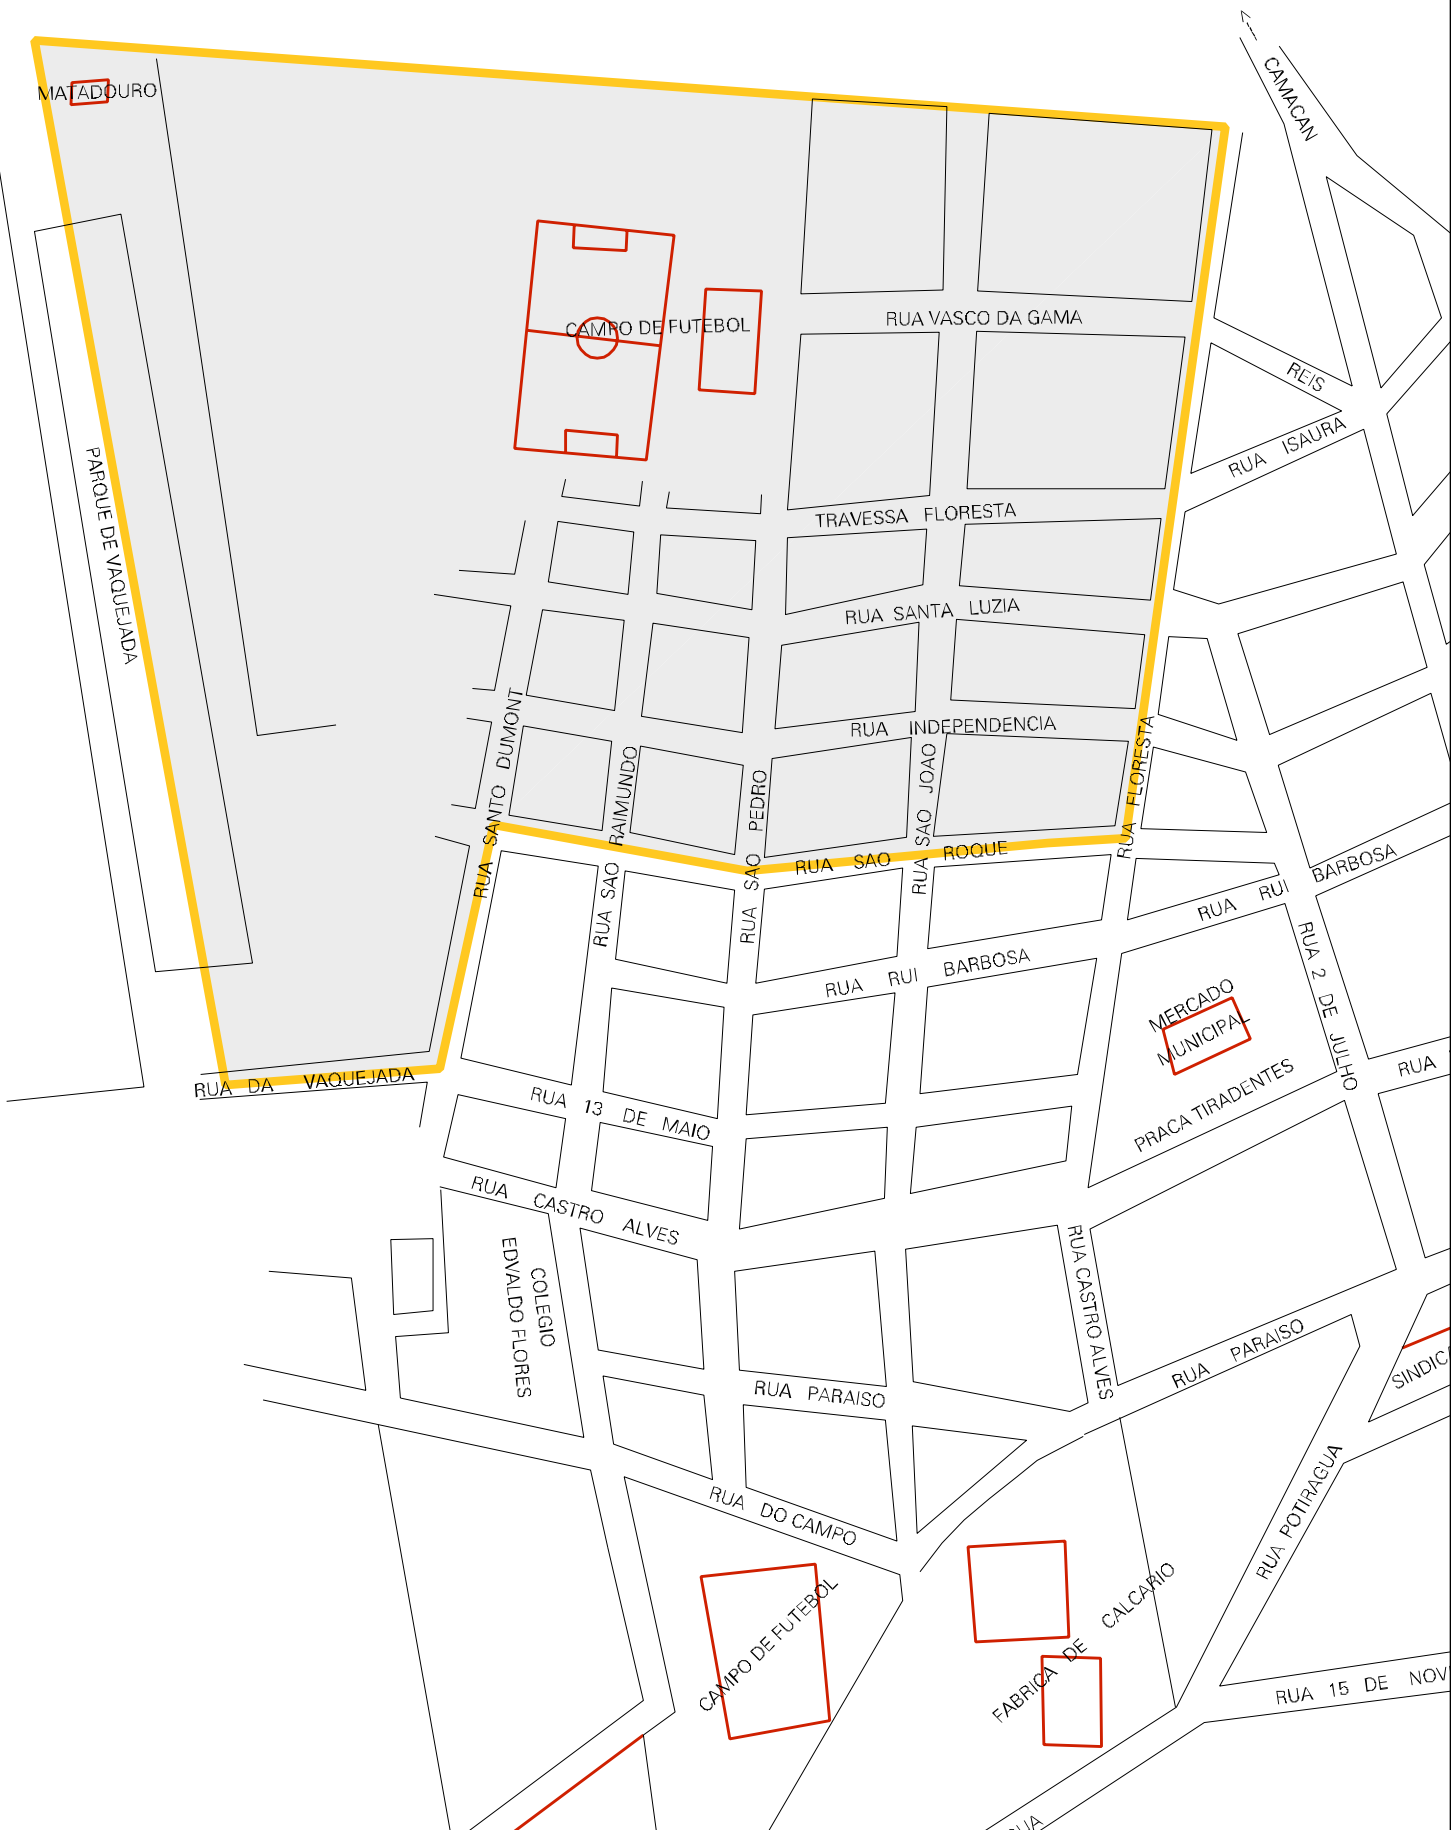 <---
CAMACAN
MATADOURO
CAMPO DE FUTEBOL
RUA VASCO DA GAMA
REIS
RUA ISAURA
PARQUE DE VAQUEJADA
TRAVESSA FLORESTA
RUA SANTA LUZIA
RUA INDEPENDENCIA
RUA SANTO DUMONT
RUA SAO RAIMUNDO
RUA SAO PEDRO
RUA SAO JOAO
RUA FLORESTA
RUA SAO ROQUE
RUA RUI BARBOSA
RUA RUI BARBOSA
RUA 2 DE JULHO
MERCADO
MUNICIPAL
PRACA TIRADENTES
RUA
RUA DA VAQUEJADA
RUA 13 DE MAIO
RUA CASTRO ALVES
COLEGIO
EDVALDO FLORES
RUA CASTRO ALVES
RUA PARAISO
RUA PARAISO
SINDIC
RUA DO CAMPO
RUA POTIRAGUA
CAMPO DE FUTEBOL
FABRICA DE CALCARIO
RUA 15 DE NOV